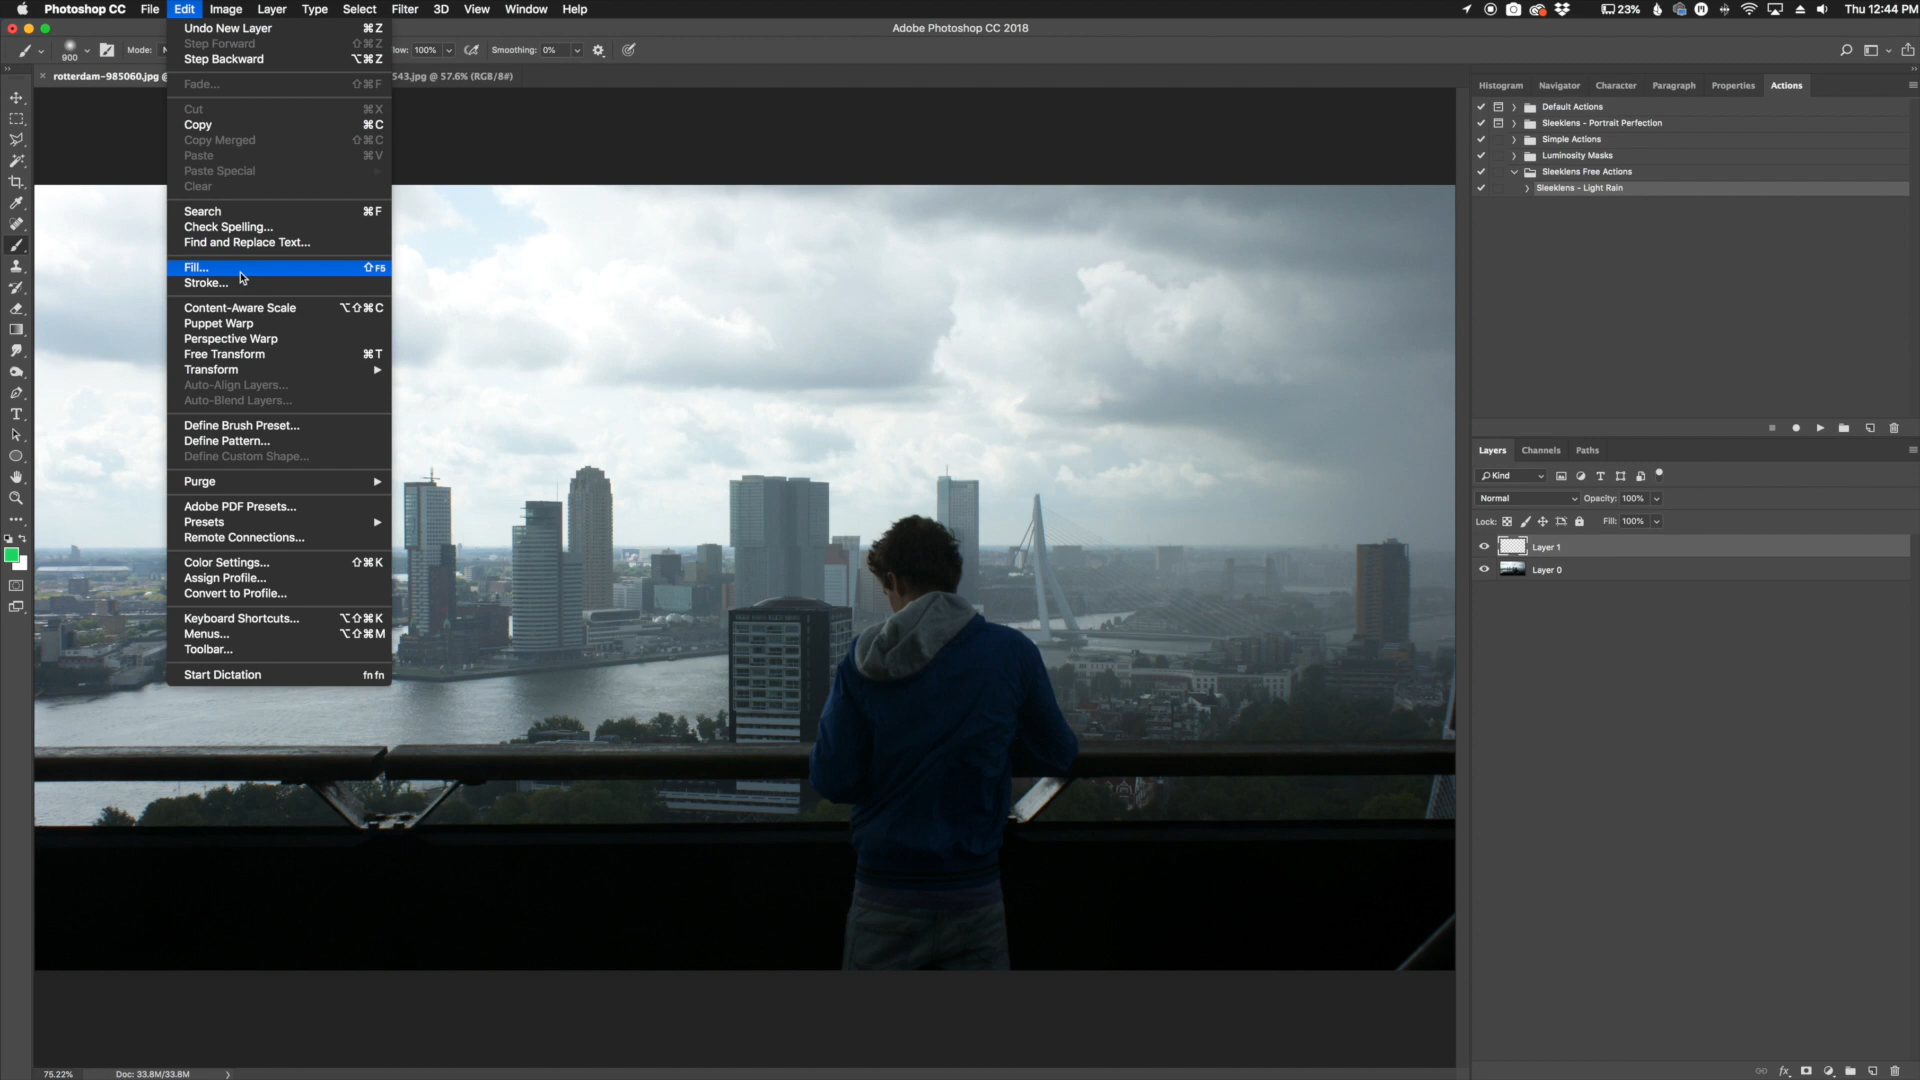 Photoshop CC File Edit Image Layer Type Select Filter 3D View Window Help 23% Thu 12:44 PM
Adobe Photoshop CC 2018
900 Mode: low: 100% Smoothing: 0%
rotterdam-985060.jpg @ 543.jpg @ 57.6% (RGB/8#)
Undo New Layer ⌘Z
Step Forward ⇧⌘Z
Step Backward ⌥⌘Z
Fade... ⇧⌘F
Cut ⌘X
Copy ⌘C
Copy Merged ⇧⌘C
Paste ⌘V
Paste Special
Clear
Search ⌘F
Check Spelling...
Find and Replace Text...
Fill... ⇧F5
Stroke...
Content-Aware Scale ⌥⇧⌘C
Puppet Warp
Perspective Warp
Free Transform ⌘T
Transform
Auto-Align Layers...
Auto-Blend Layers...
Define Brush Preset...
Define Pattern...
Define Custom Shape...
Purge
Adobe PDF Presets...
Presets
Remote Connections...
Color Settings... ⇧⌘K
Assign Profile...
Convert to Profile...
Keyboard Shortcuts... ⌥⇧⌘K
Menus... ⌥⇧⌘M
Toolbar...
Start Dictation fn fn
Histogram Navigator Character Paragraph Properties Actions
Default Actions
Sleeklens - Portrait Perfection
Simple Actions
Luminosity Masks
Sleeklens Free Actions
Sleeklens - Light Rain
Layers Channels Paths
Kind
Normal Opacity: 100%
Lock: Fill: 100%
Layer 1
Layer 0
75.22% Doc: 33.8M/33.8M